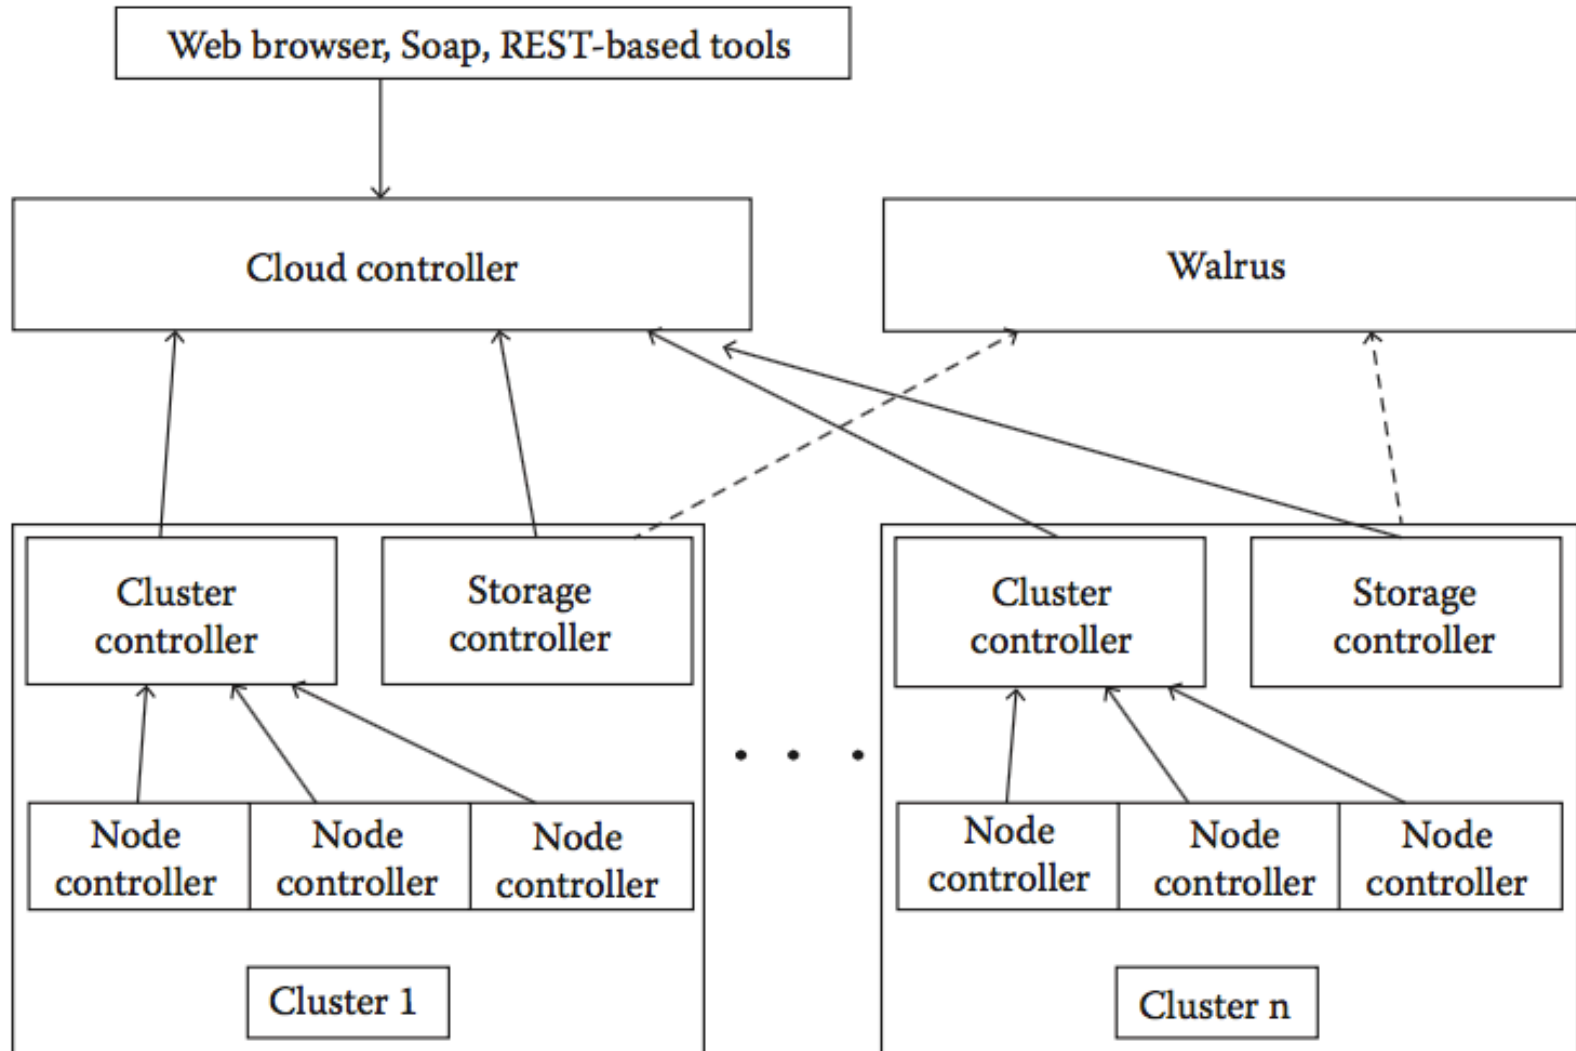 Web browser, Soap, REST-based tools
Cloud controller
Walrus
Cluster
controller
Storage
controller
Cluster
controller
Storage
controller
Node
controller
Node
controller
Node
controller
Node
controller
Node
controller
Node
controller
Cluster 1
Cluster n